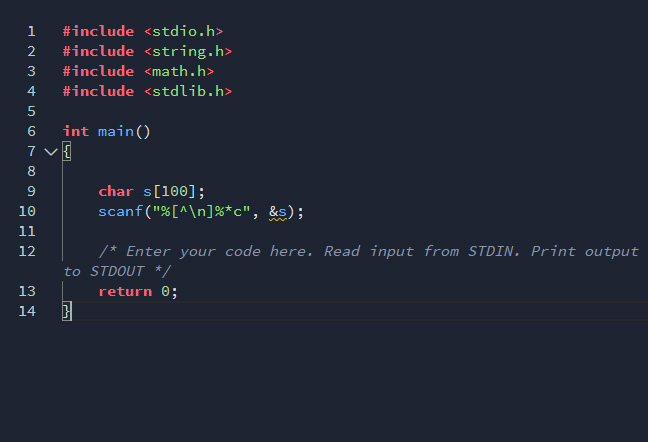 1 #include <stdio.h>
2 #include <string.h>
3 #include <math.h>
4 #include <stdlib.h>
5
6 int main()
7 {
8
9     char s[100];
10     scanf("%[^\n]%*c", &s);
11
12     /* Enter your code here. Read input from STDIN. Print output
to STDOUT */
13     return 0;
14 }